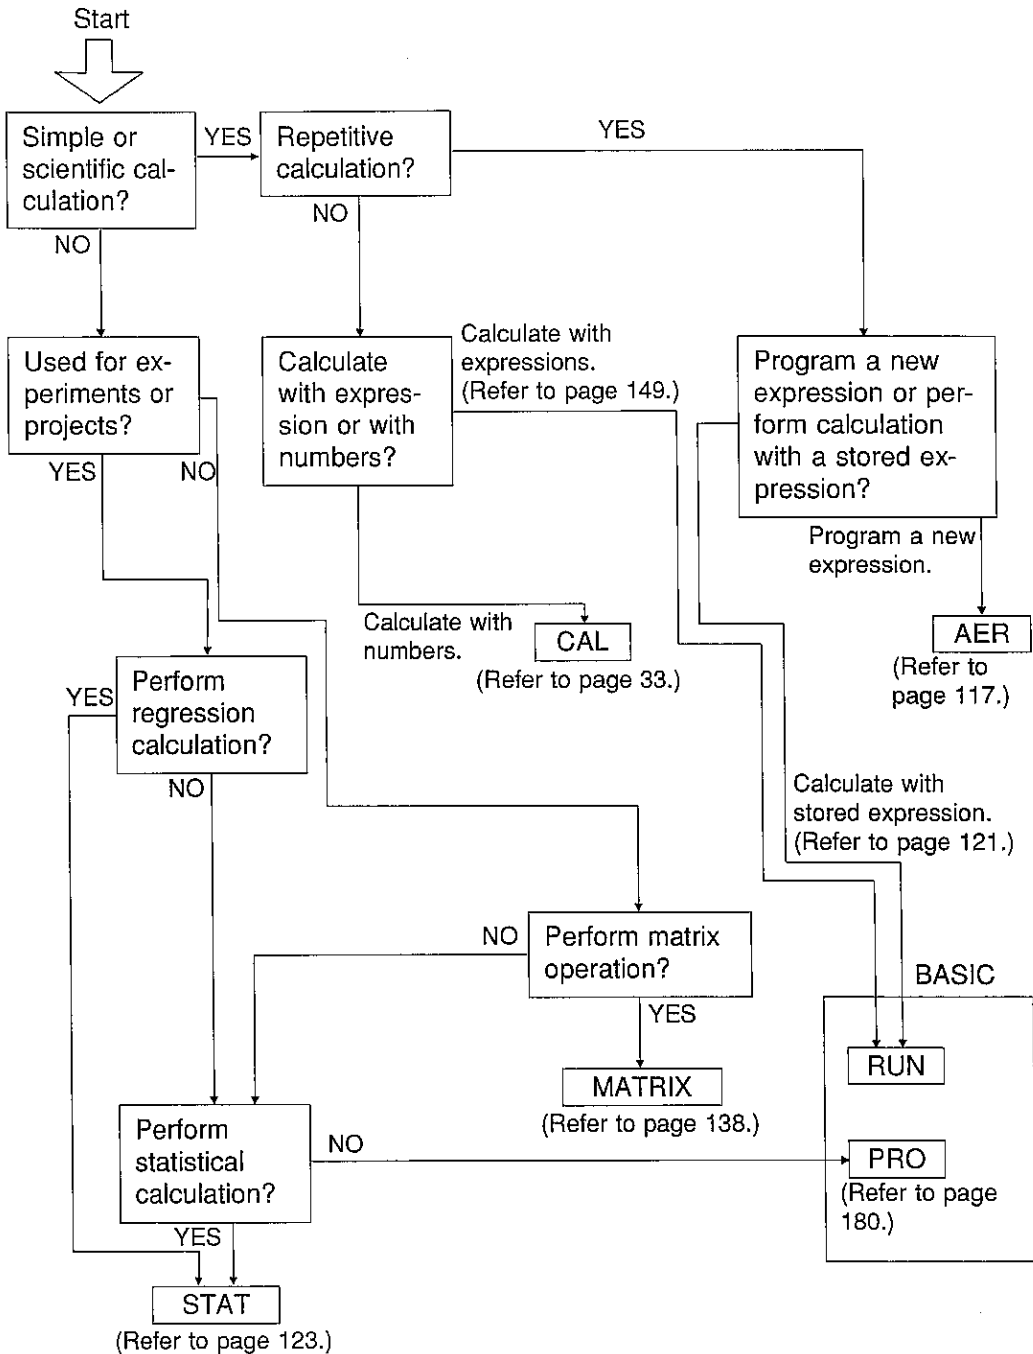 Start
Simple or
scientific cal-
culation?
YES
Repetitive
calculation?
YES
NO
NO
Used for ex-
periments or
projects?
YES
NO
Calculate
with expres-
sion or with
numbers?
Calculate with
expressions.
(Refer to page 149.)
Program a new
expression or per-
form calculation
with a stored ex-
pression?
Program a new
expression.
AER
(Refer to
page 117.)
Calculate with
numbers.
CAL
(Refer to page 33.)
YES
Perform
regression
calculation?
NO
Calculate with
stored expression.
(Refer to page 121.)
NO
Perform matrix
operation?
YES
MATRIX
(Refer to page 138.)
BASIC
RUN
PRO
(Refer to page
180.)
Perform
statistical
calculation?
NO
YES
STAT
(Refer to page 123.)